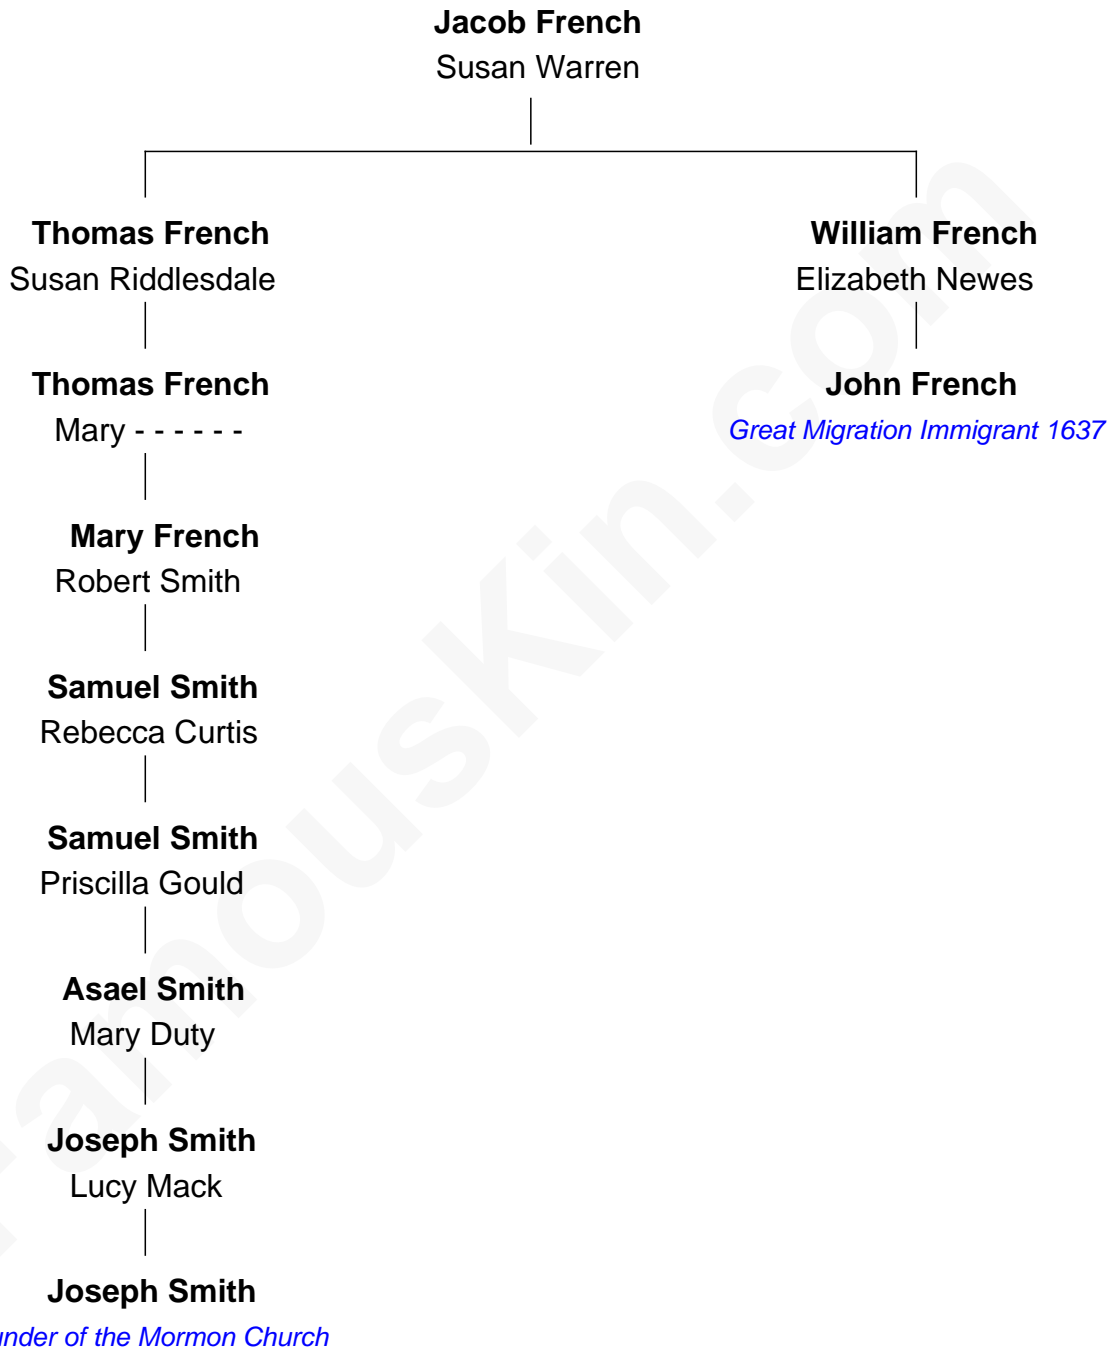 Jacob French
Susan Warren
Thomas French
Susan Riddlesdale
William French
Elizabeth Newes
Thomas French
Mary - - - - - -
John French
Great Migration Immigrant 1637
Mary French
Robert Smith
Samuel Smith
Rebecca Curtis
Samuel Smith
Priscilla Gould
Asael Smith
Mary Duty
Joseph Smith
Lucy Mack
Joseph Smith
of the Mormon Church
FamousKin.com